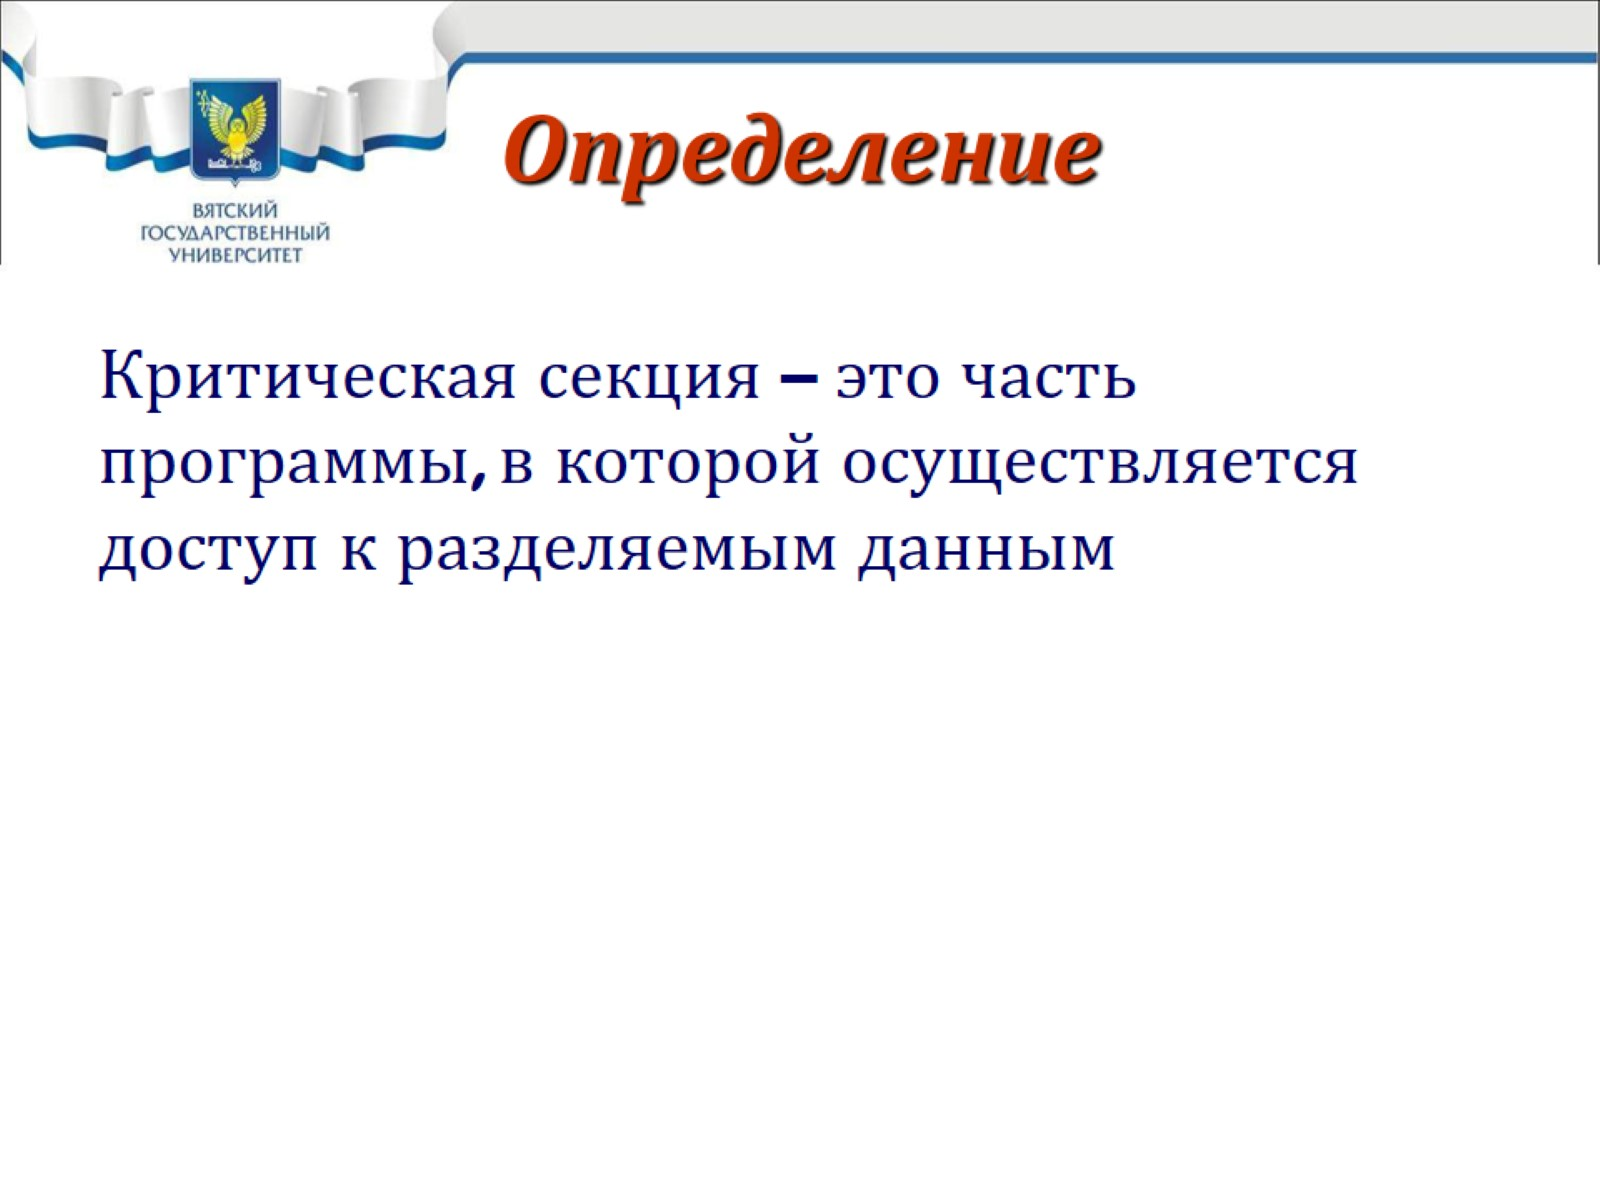 Определение
ВЯТСКИЙ
ГОСУДАРСТВЕННЫЙ
УНИВЕРСИТЕТ
Критическая секция – это часть
программы, в которой осуществляется
доступ к разделяемым данным